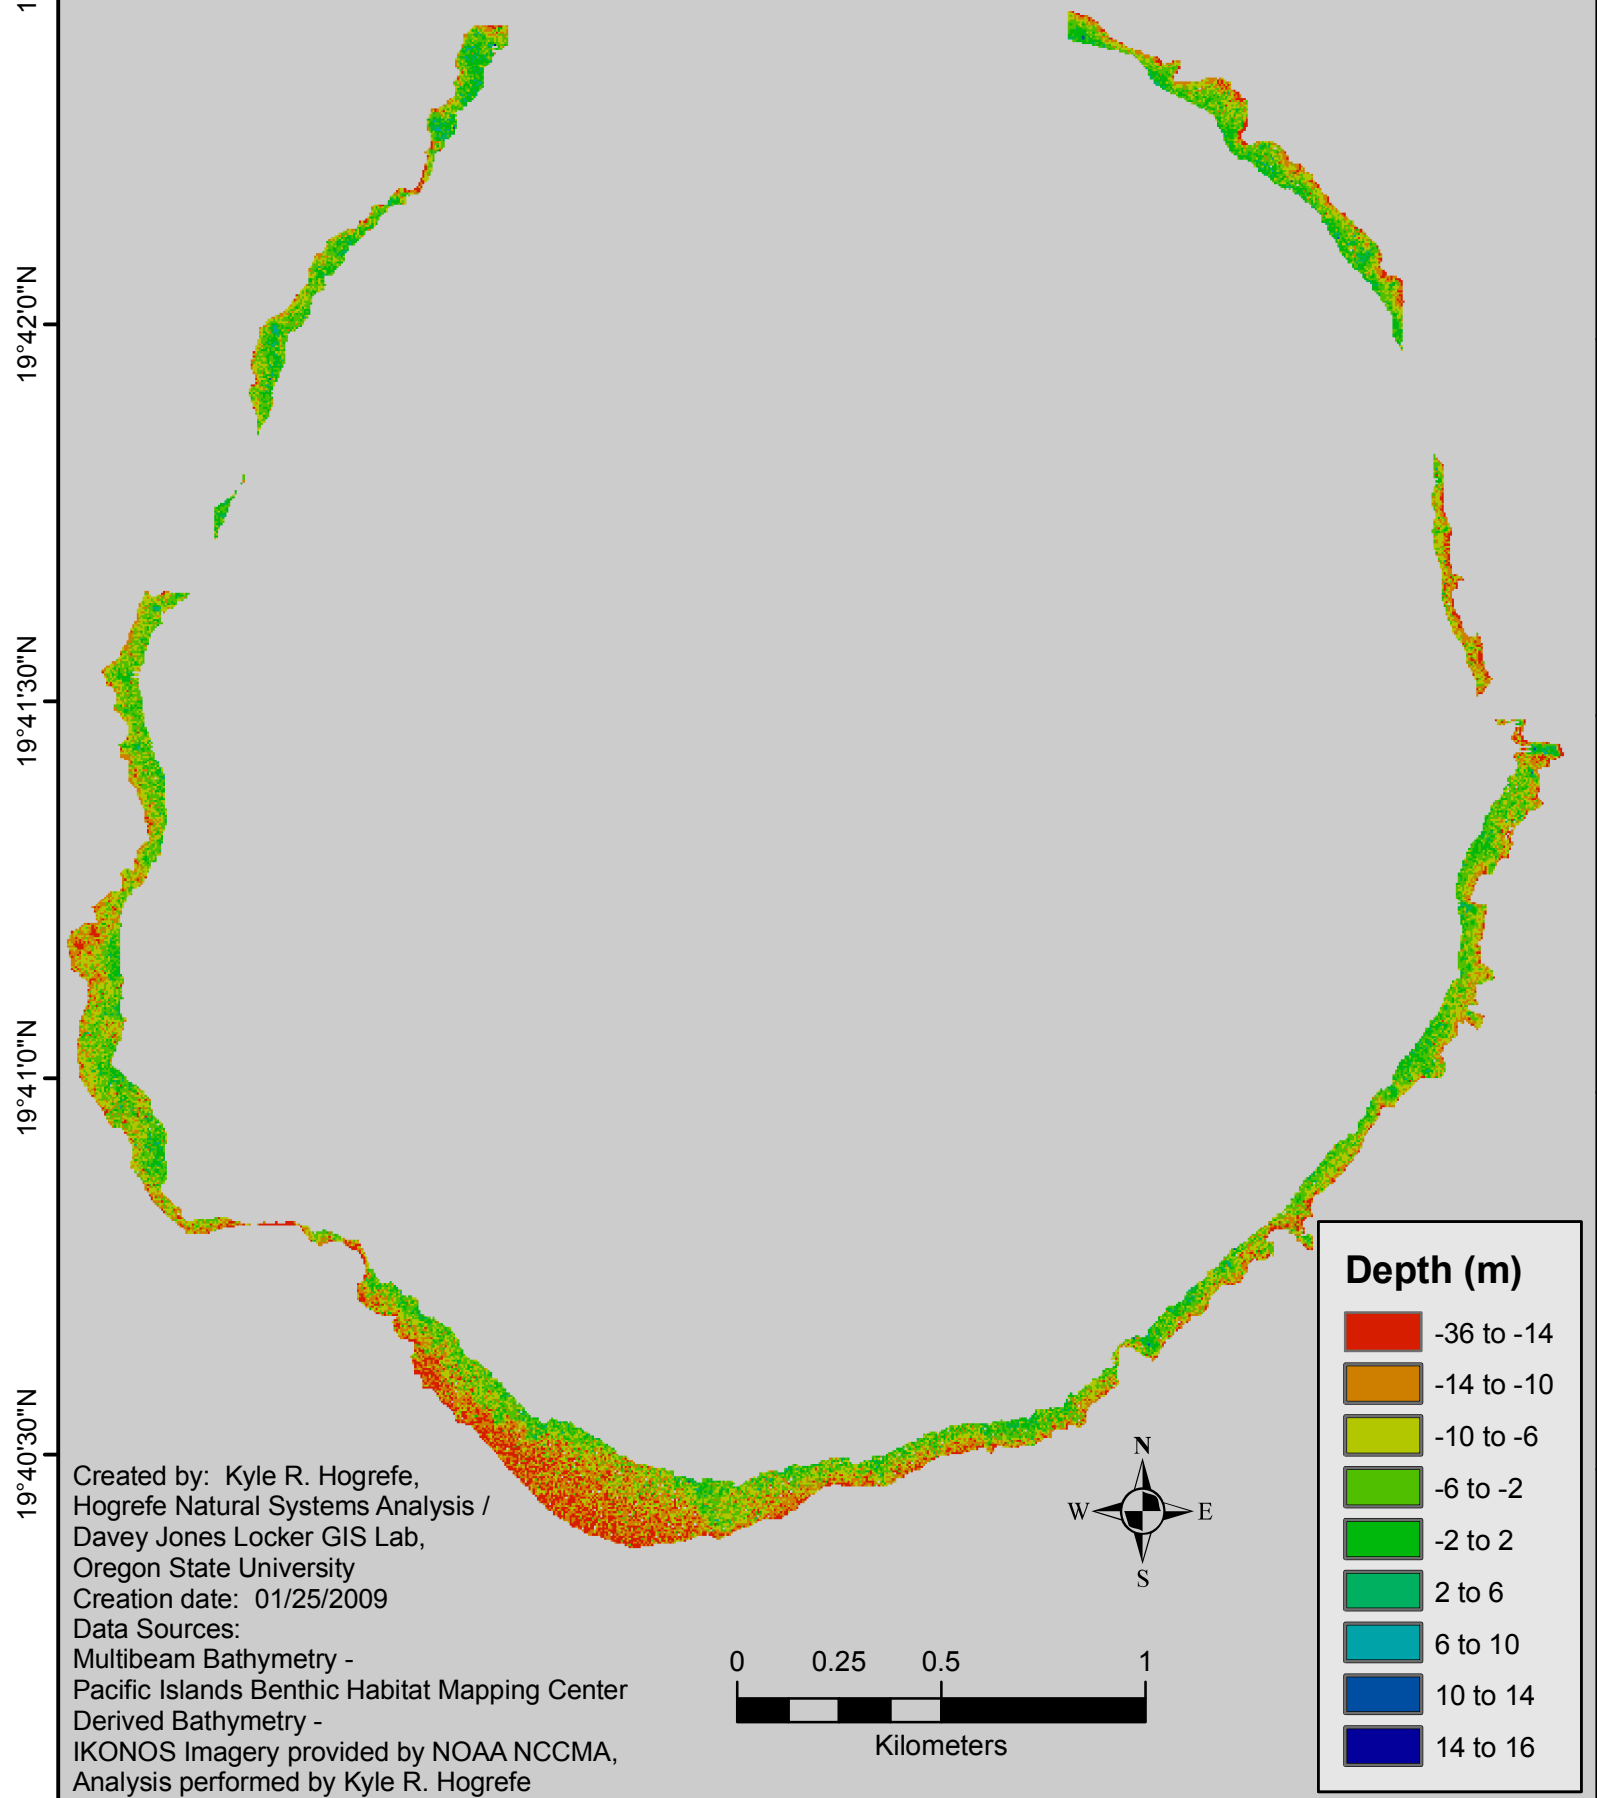 19°42'0"N
19°41'30"N
19°41'0"N
19°40'30"N
Created by: Kyle R. Hogrefe,
Hogrefe Natural Systems Analysis /
Davey Jones Locker GIS Lab,
Oregon State University
Creation date: 01/25/2009
Data Sources:
Multibeam Bathymetry -
Pacific Islands Benthic Habitat Mapping Center
Derived Bathymetry -
IKONOS Imagery provided by NOAA NCCMA,
Analysis performed by Kyle R. Hogrefe
0 0.25 0.5 1
Kilometers
N
W E
S
Depth (m)
-36 to -14
-14 to -10
-10 to -6
-6 to -2
-2 to 2
2 to 6
6 to 10
10 to 14
14 to 16